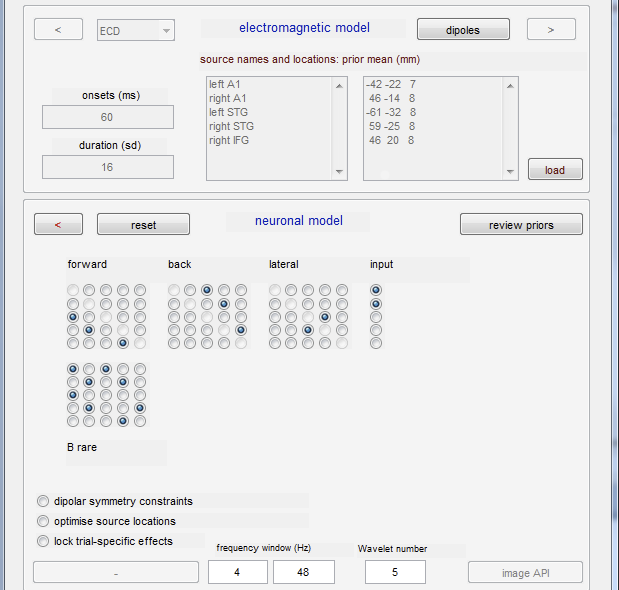 < ECD electromagnetic model dipoles >
source names and locations: prior mean (mm)
onsets (ms)
60
duration (sd)
16
left A1
right A1
left STG
right STG
right IFG
-42 -22 7
46 -14 8
-61 -32 8
59 -25 8
46 20 8
load
< reset neuronal model review priors
forward back lateral input
B rare
dipolar symmetry constraints
optimise source locations
lock trial-specific effects
frequency window (Hz) Wavelet number
- 4 48 5 image API